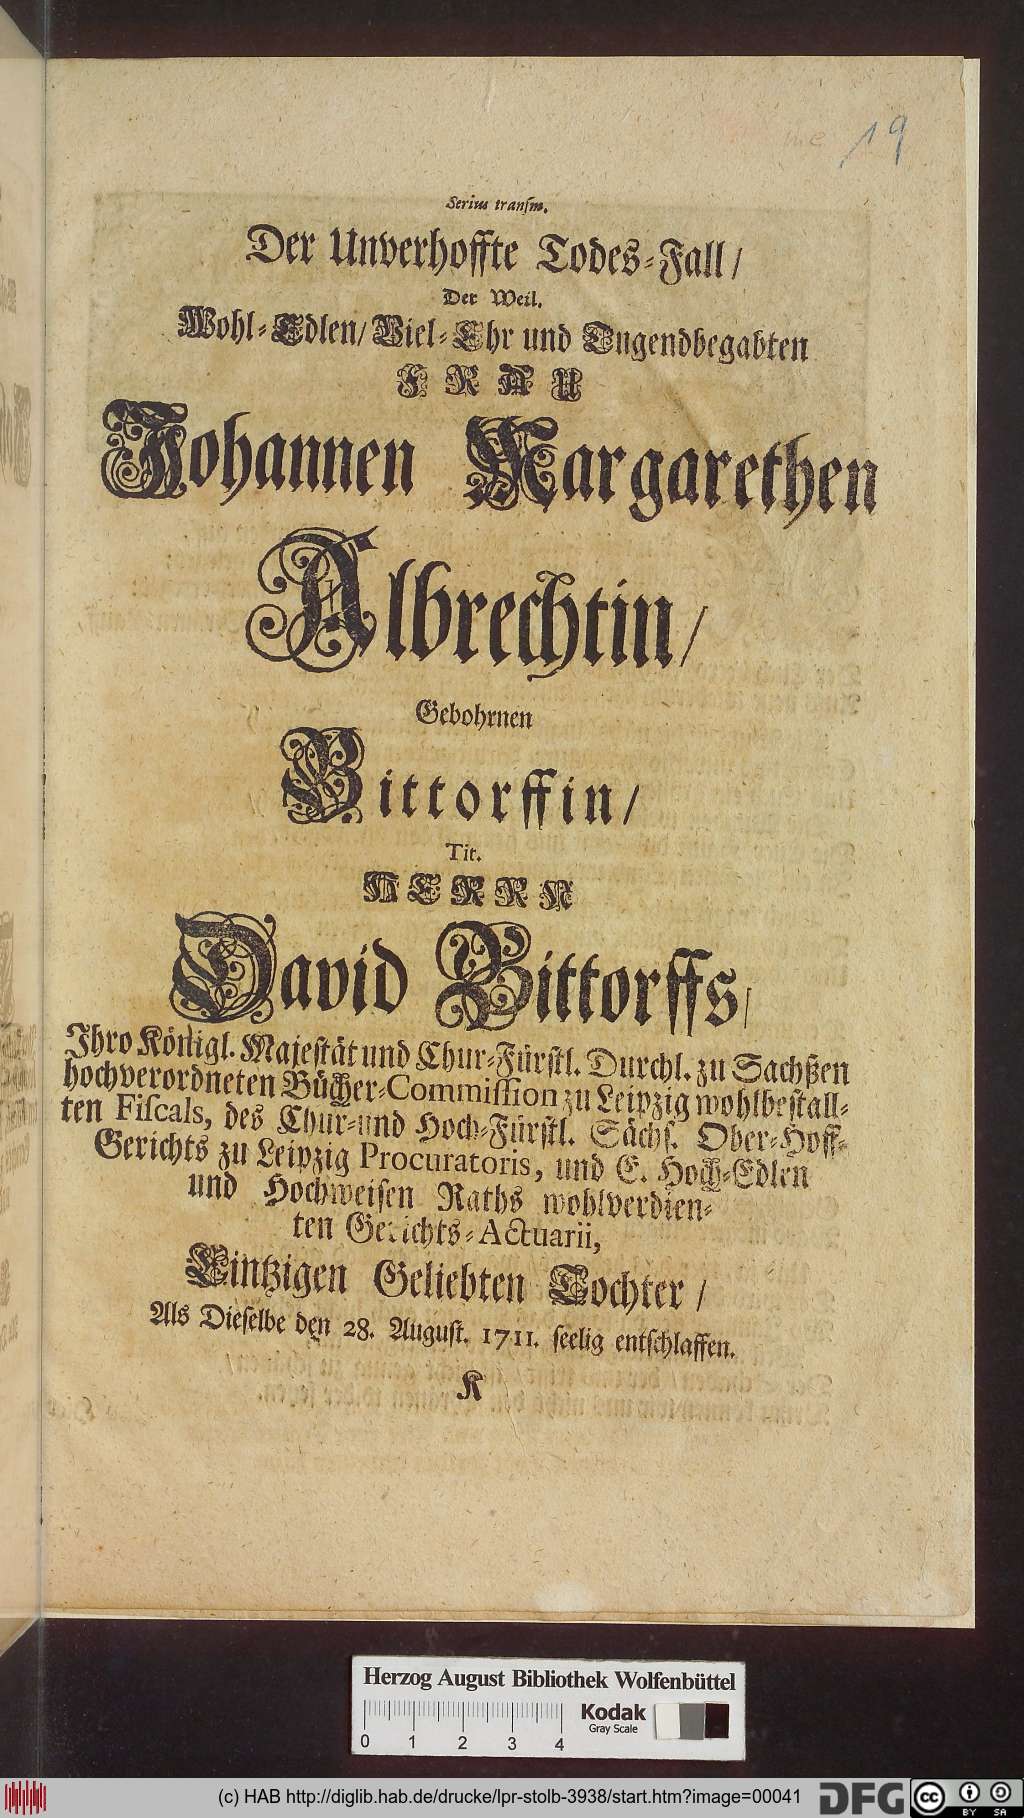 19
Serius transm.
Der Unverhoffte Todes-Fall /
Der Weil.
Wohl-Edlen / Viel-Ehr und Tugendbegabten
FRAU
Johannen Margarethen
Albrechtin /
Gebohrnen
Bittorffin /
Tit.
HERRN
David Bittorffs /
Ihro Königl. Majestät und Chur-Fürstl. Durchl. zu Sachßen
hochverordneten Bücher-Commission zu Leipzig wohlbestall-
ten Fiscals, des Chur- und Hoch-Fürstl. Sächs. Ober-Hoff-
Gerichts zu Leipzig Procuratoris, und E. Hoch-Edlen
und Hochweisen Raths wohlverdien-
ten Gerichts-Actuarii,
Eintzigen Geliebten Tochter /
Als Dieselbe den 28. August. 1711. seelig entschlaffen.
K
Herzog August Bibliothek Wolfenbüttel
0 1 2 3 4
Kodak
Gray Scale
(c) HAB http://diglib.hab.de/drucke/lpr-stolb-3938/start.htm?image=00041
DFG
cc BY SA